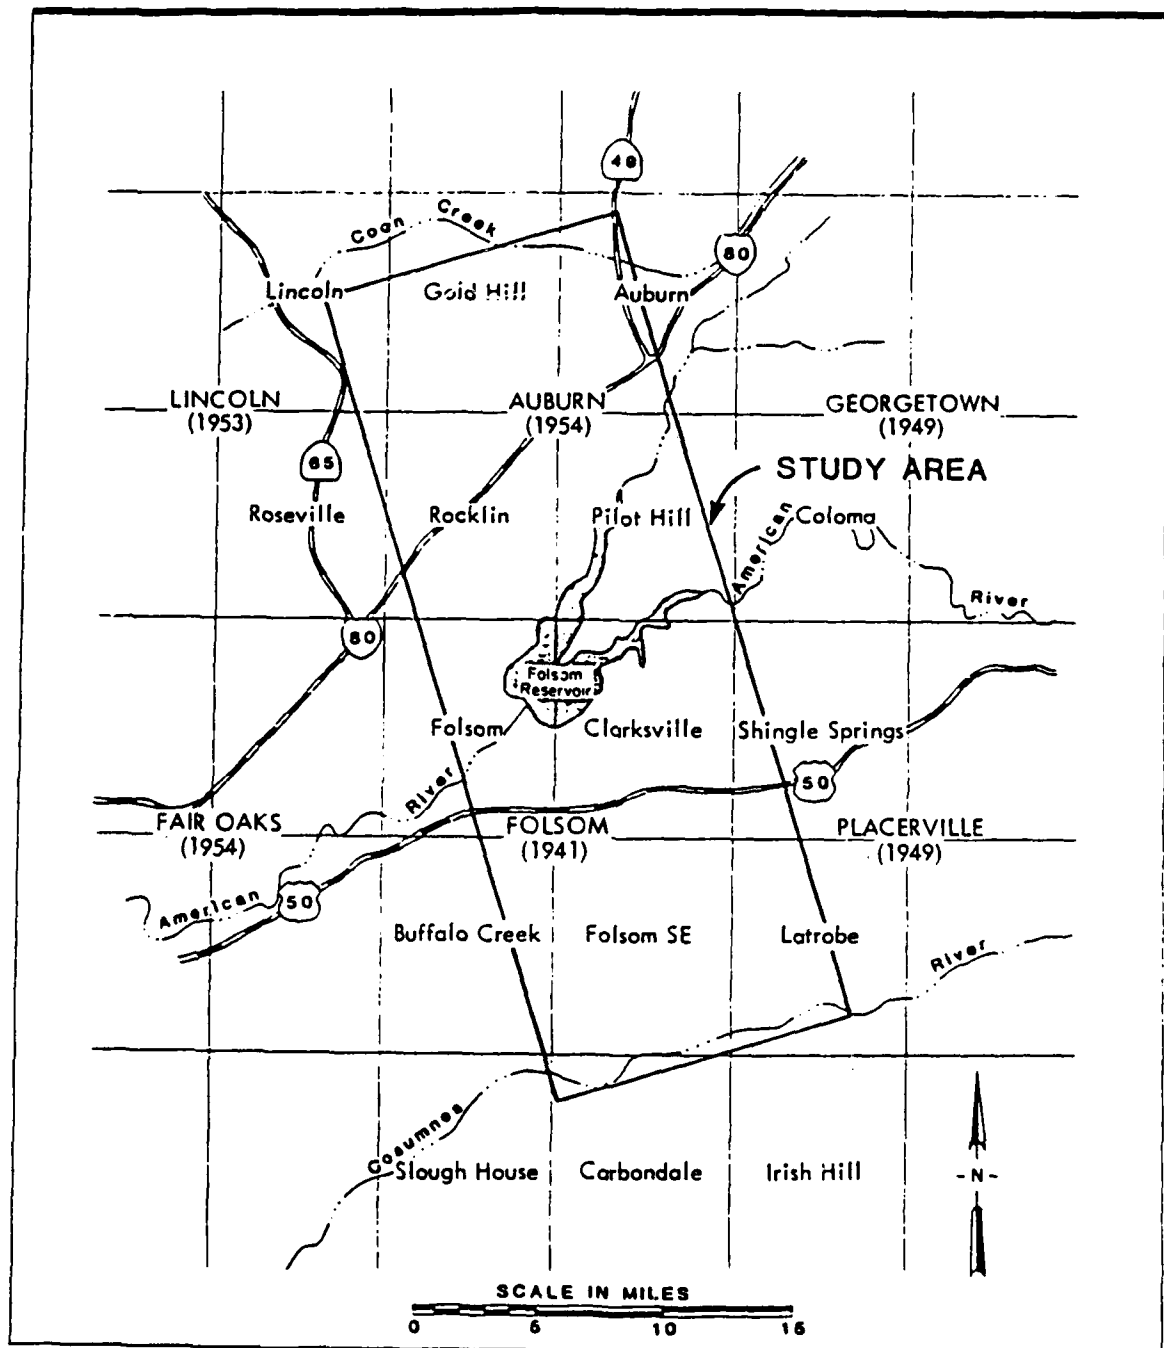 49
Coon Creek
80
Lincoln
Gold Hill
Auburn
LINCOLN
(1953)
AUBURN
(1954)
GEORGETOWN
(1949)
65
STUDY AREA
Roseville
Rocklin
Pilot Hill
American
Coloma
River
80
Folsom
Reservoir
Folsom
Clarksville
Shingle Springs
50
River
FAIR OAKS
(1954)
FOLSOM
(1941)
PLACERVILLE
(1949)
American
50
Buffalo Creek
Folsom SE
Latrobe
River
Cosumnes
Slough House
Carbondale
Irish Hill
-N-
SCALE IN MILES
0 5 10 15